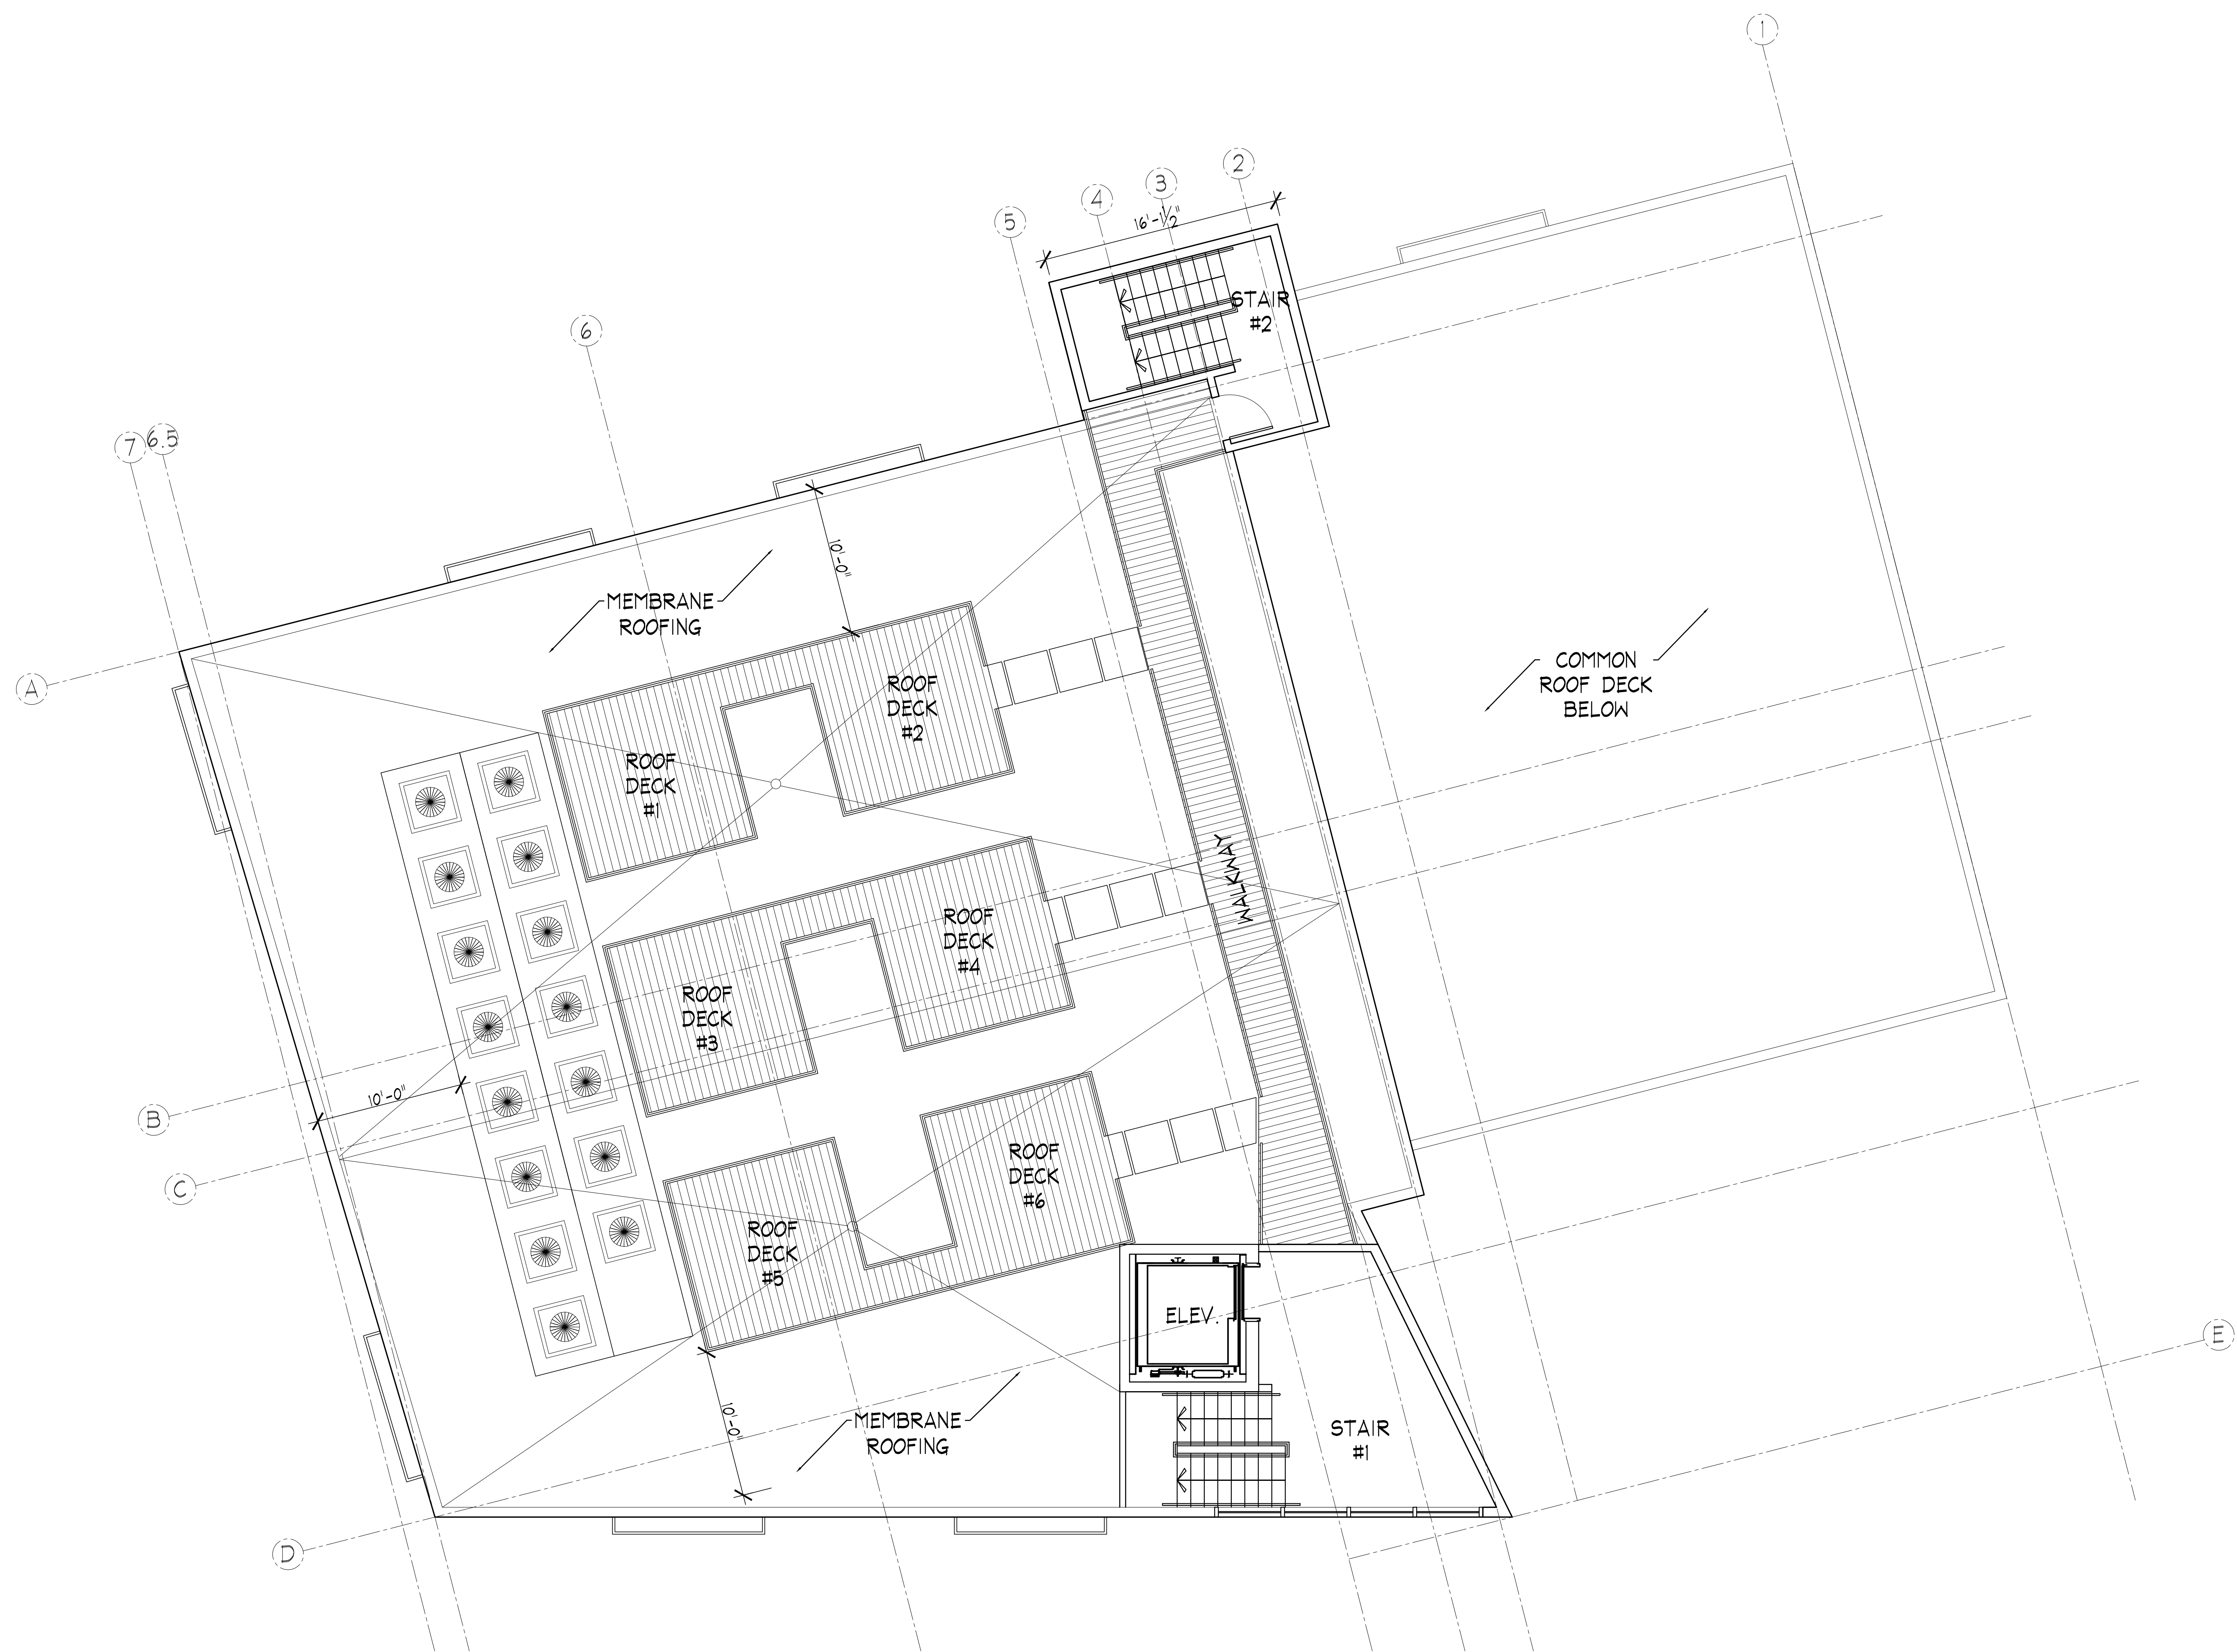 1
2
3
4
5
16'-1½"
STAIR
#2
6
7
6.5
10'-0"
MEMBRANE
ROOFING
A
COMMON
ROOF DECK
BELOW
ROOF
DECK
#2
ROOF
DECK
#1
WALKWAY
ROOF
DECK
#4
ROOF
DECK
#3
10'-0"
B
C
ROOF
DECK
#6
ROOF
DECK
#5
ELEV.
E
10'-0"
MEMBRANE
ROOFING
STAIR
#1
D